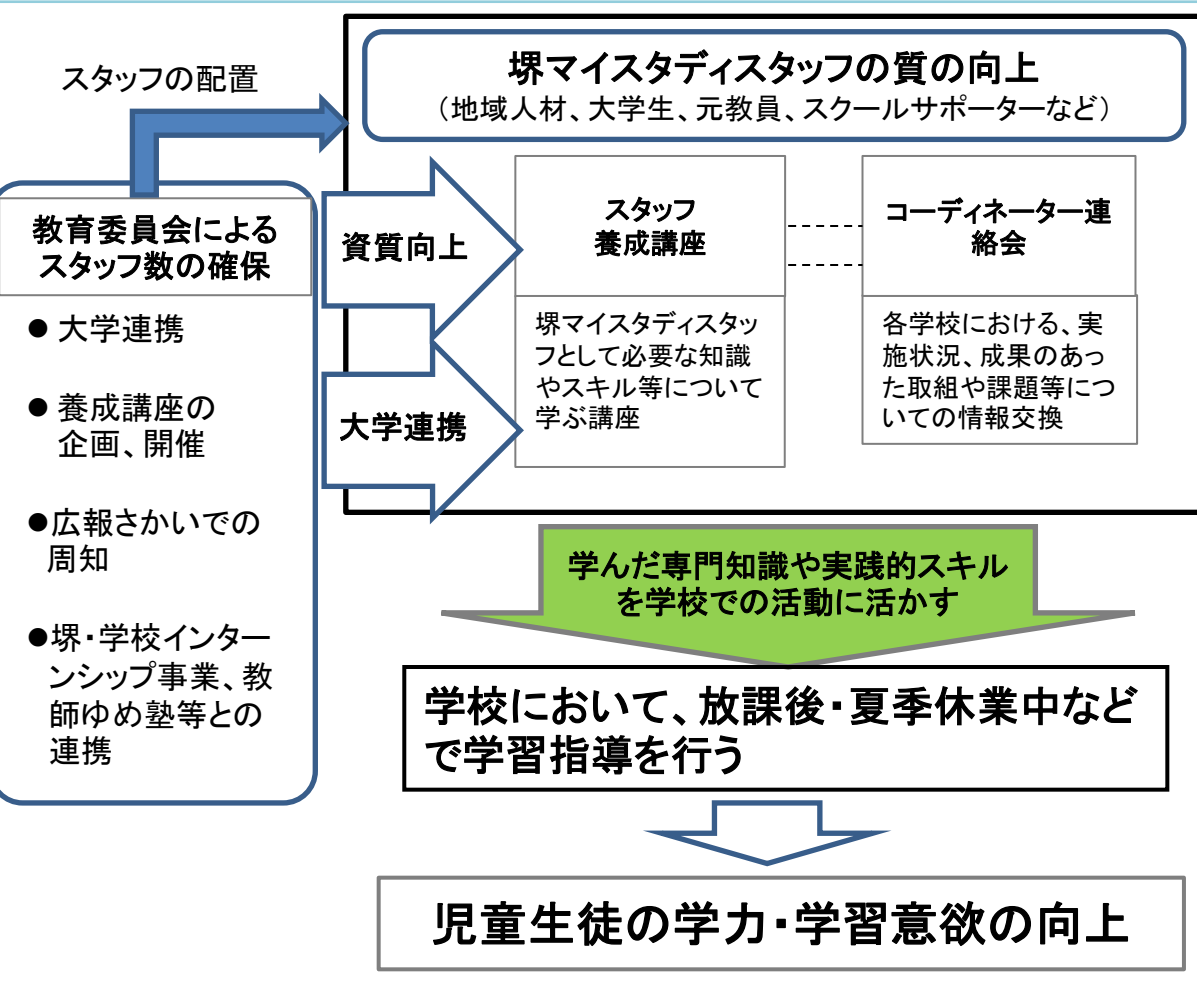 スタッフの配置
堺マイスタディスタッフの質の向上
（地域人材、大学生、元教員、スクールサポーターなど）
教育委員会による
スタッフ数の確保
● 大学連携
● 養成講座の
企画、開催
●広報さかいでの
周知
●堺・学校インター
ンシップ事業、教
師ゆめ塾等との
連携
資質向上
大学連携
スタッフ
養成講座
堺マイスタディスタッ
フとして必要な知識
やスキル等について
学ぶ講座
コーディネーター連
絡会
各学校における、実
施状況、成果のあっ
た取組や課題等につ
いての情報交換
学んだ専門知識や実践的スキル
を学校での活動に活かす
学校において、放課後・夏季休業中など
で学習指導を行う
児童生徒の学力・学習意欲の向上